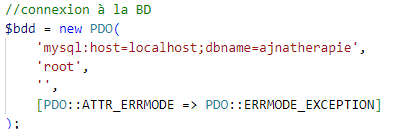 //connexion à la BD
$bdd = new PDO(
    'mysql:host=localhost;dbname=ajnatherapie',
    'root',
    '',
    [PDO::ATTR_ERRMODE => PDO::ERRMODE_EXCEPTION]
);